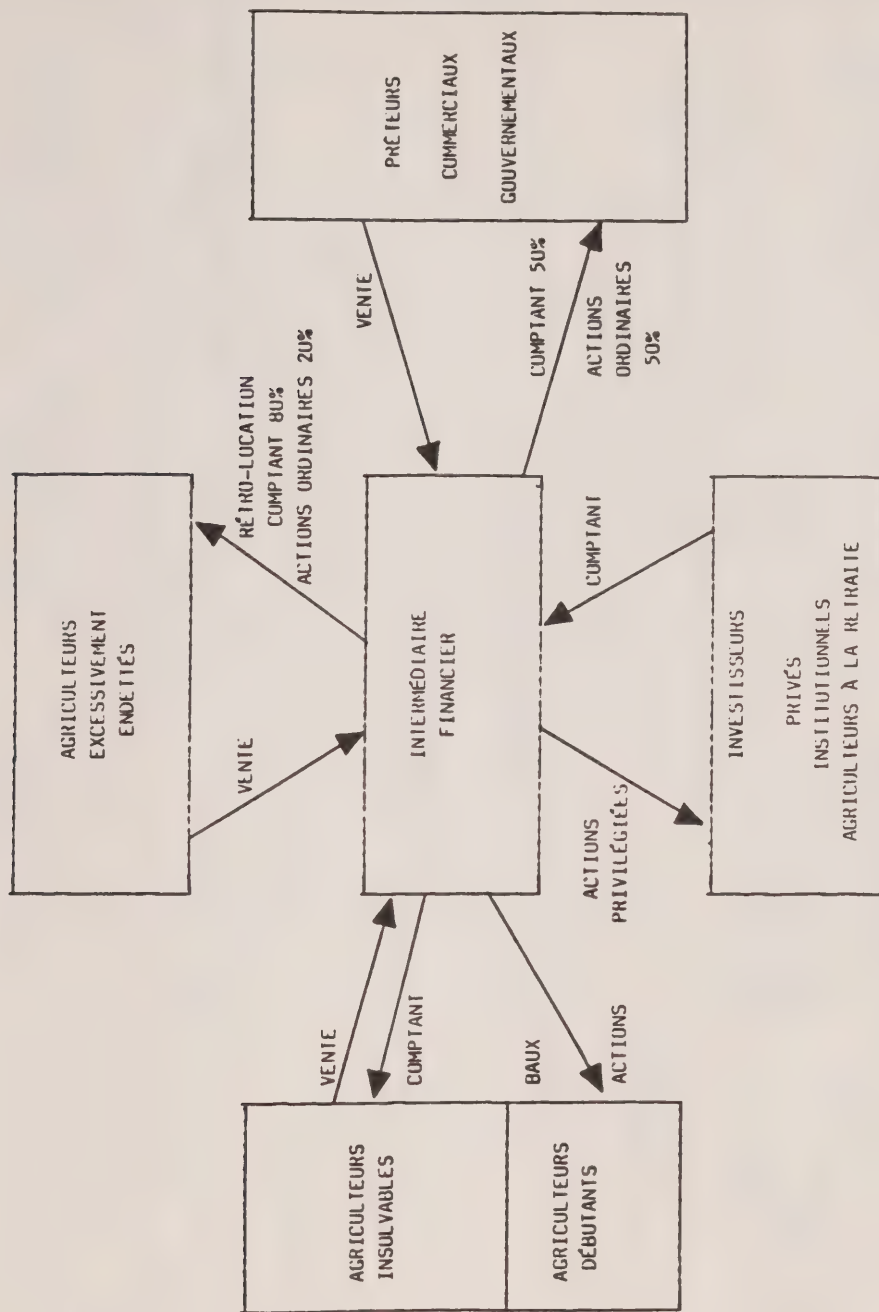 AGRICULTEURS
INSOLVABLES
AGRICULTEURS
DÉBUTANTS
VENTE
COMPTANT
BAUX
ACTIONS
ACTIONS
PRIVILÉGIÉES
VENTE
AGRICULTEURS
EXCESSIVEMENT
ENDETTÉS
INTERMÉDIAIRE
FINANCIER
INVESTISSEURS
PRIVÉS
INSTITUTIONNELS
AGRICULTEURS À LA RETRAITE
RÉTRO-LOCATION
COMPTANT 80%
ACTIONS ORDINAIRES 20%
COMPTANT
VENTE
COMPTANT 50%
ACTIONS
ORDINAIRES
50%
PRÊTEURS
COMMERCIAUX
GOUVERNEMENTAUX